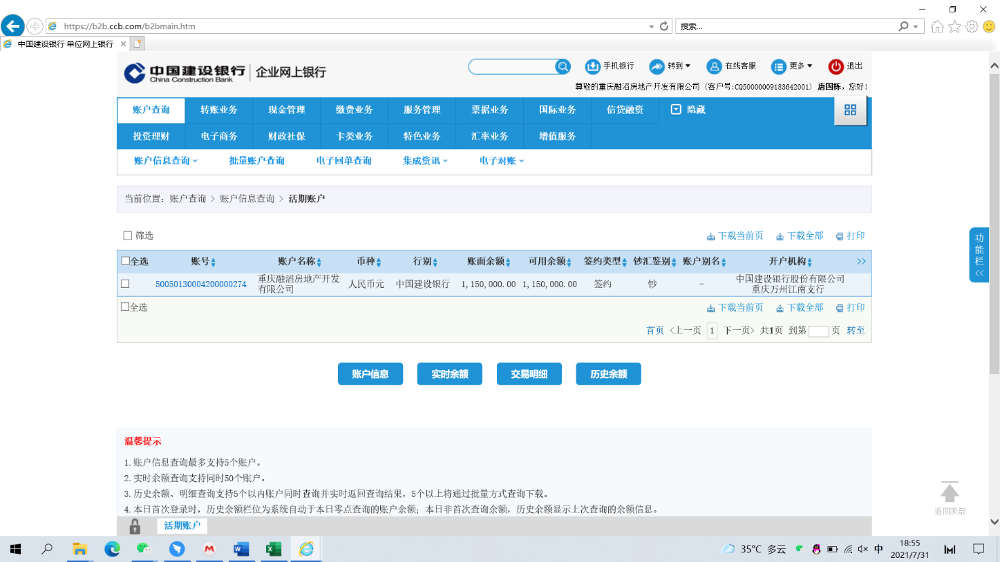 https://b2b.ccb.com/b2bmain.htm
搜索...
中国建设银行 单位网上银行
中国建设银行 企业网上银行
China Construction Bank
手机银行 转到 在线客服 更多 退出
尊敬的重庆融滔房地产开发有限公司 (客户号:CQ50000009183642001) 唐国栋，您好!
账户查询 转账业务 现金管理 缴费业务 服务管理 票据业务 国际业务 信贷融资 隐藏
投资理财 电子商务 财政社保 卡类业务 特色业务 汇率业务 增值服务
账户信息查询 批量账户查询 电子回单查询 集成资讯 电子对账
当前位置: 账户查询 > 账户信息查询 > 活期账户
筛选 下载当前页 下载全部 打印
全选 账号 账户名称 币种 行别 账面余额 可用余额 签约类型 钞汇鉴别 账户别名 开户机构 >>
50050130004200000274 重庆融滔房地产开发有限公司 人民币元 中国建设银行 1,150,000.00 1,150,000.00 签约 钞 - 中国建设银行股份有限公司重庆万州江南支行
全选 下载当前页 下载全部 打印
首页 <上一页 1 下一页> 共1页 到第 页 转至
账户信息 实时余额 交易明细 历史余额
功能栏 <<
温馨提示
1. 账户信息查询最多支持5个账户。
2. 实时余额查询支持同时50个账户。
3. 历史余额、明细查询支持5个以内账户同时查询并实时返回查询结果，5个以上将通过批量方式查询下载。
4. 本日首次登录时，历史余额栏位为系统自动于本日零点查询的账户余额；本日非首次查询余额，历史余额显示上次查询的余额信息。
返回顶部
活期账户
35°C 多云 中
18:55
2021/7/31